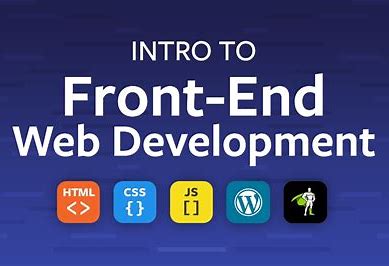 INTRO TO
Front-End
Web Development
HTML CSS JS
<> {} []